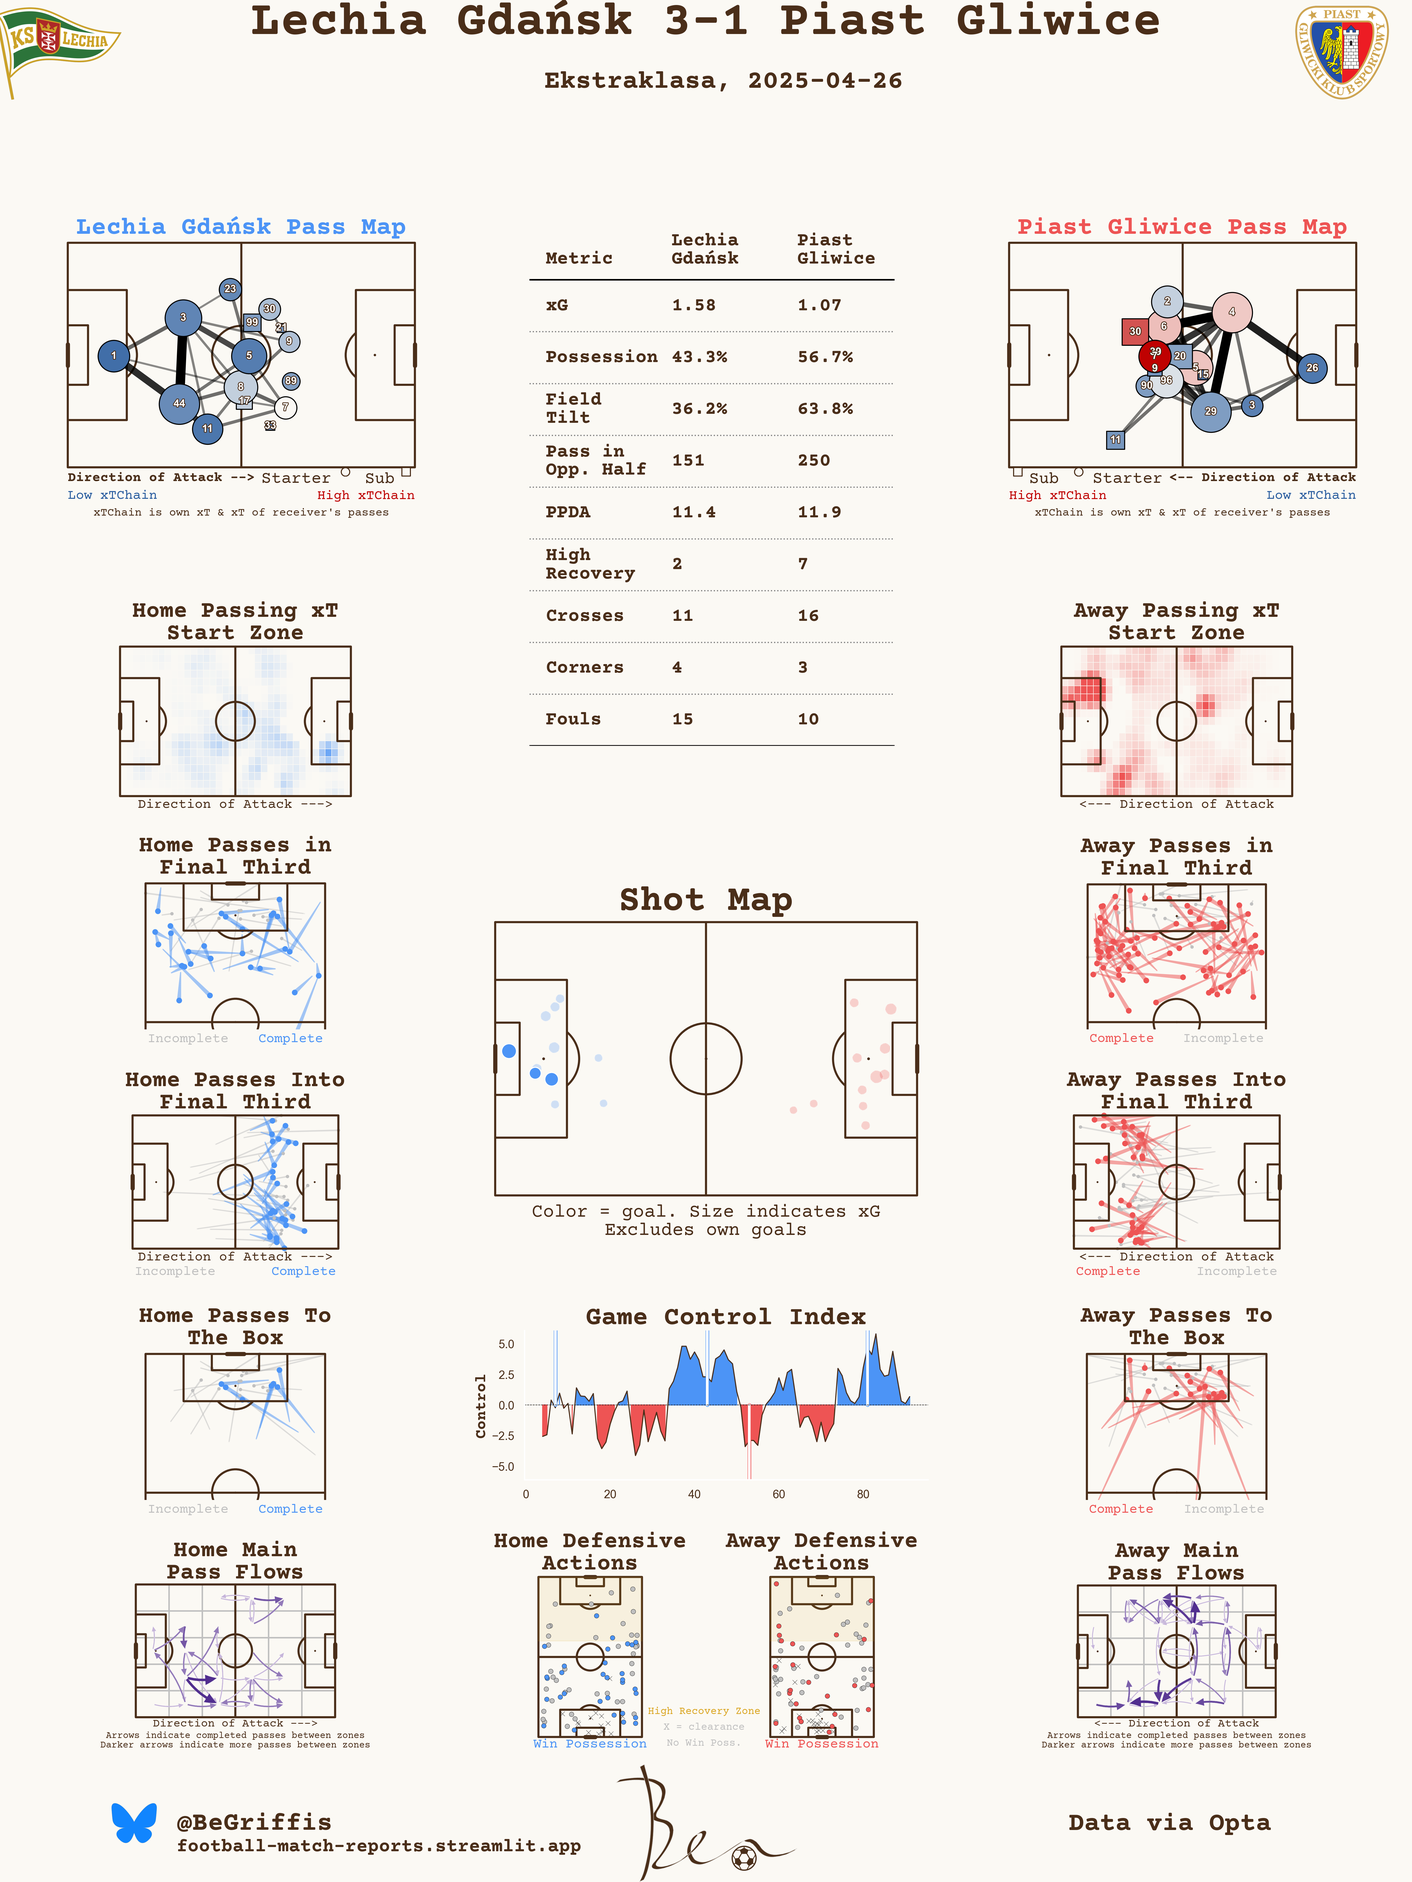 Lechia Gdańsk 3-1 Piast Gliwice
Ekstraklasa, 2025-04-26
KS LECHIA
PIAST
GLIWICKI KLUB SPORTOWY
Lechia Gdańsk Pass Map
23
30
99
21
3
9
1
5
8
89
17
44
7
11
33
Direction of Attack --> Starter Sub
Low xTChain High xTChain
xTChain is own xT & xT of receiver's passes
Metric Lechia Gdańsk Piast Gliwice
xG 1.58 1.07
Possession 43.3% 56.7%
Field Tilt 36.2% 63.8%
Pass in Opp. Half 151 250
PPDA 11.4 11.9
High Recovery 2 7
Crosses 11 16
Corners 4 3
Fouls 15 10
Piast Gliwice Pass Map
2
4
6
30
7
20
9
5
15
26
90
96
3
29
11
Sub Starter <-- Direction of Attack
High xTChain Low xTChain
xTChain is own xT & xT of receiver's passes
Home Passing xT
Start Zone
Direction of Attack --->
Away Passing xT
Start Zone
<--- Direction of Attack
Home Passes in
Final Third
Incomplete Complete
Away Passes in
Final Third
Complete Incomplete
Shot Map
Color = goal. Size indicates xG
Excludes own goals
Home Passes Into
Final Third
Direction of Attack --->
Incomplete Complete
Away Passes Into
Final Third
<--- Direction of Attack
Complete Incomplete
Home Passes To
The Box
Incomplete Complete
Game Control Index
Control
5.0
2.5
0.0
−2.5
−5.0
0 20 40 60 80
Away Passes To
The Box
Complete Incomplete
Home Main
Pass Flows
Direction of Attack --->
Arrows indicate completed passes between zones
Darker arrows indicate more passes between zones
Home Defensive
Actions
Win Possession
High Recovery Zone
X = clearance
No Win Poss.
Away Defensive
Actions
Win Possession
Away Main
Pass Flows
<--- Direction of Attack
Arrows indicate completed passes between zones
Darker arrows indicate more passes between zones
@BeGriffis
football-match-reports.streamlit.app
Ben
Data via Opta